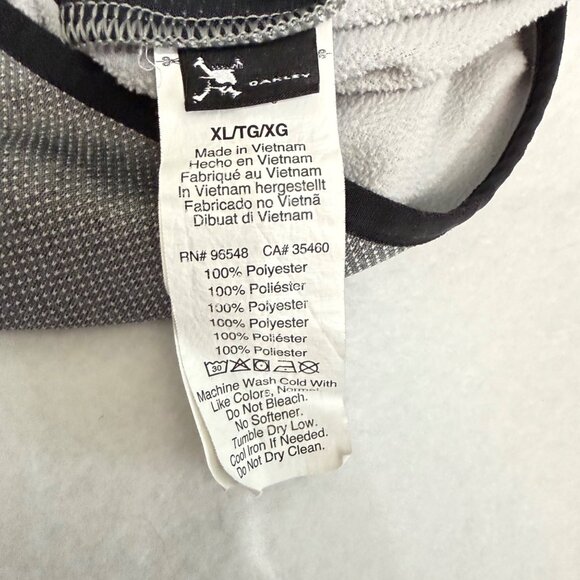 OAKLEY
XL/TG/XG
Made in Vietnam
Hecho en Vietnam
Fabriqué au Vietnam
In Vietnam hergestellt
Fabricado no Vietnã
Dibuat di Vietnam
RN# 96548 CA# 35460
100% Polyester
100% Poliéster
100% Polyester
100% Polyester
100% Poliéster
100% Poliester
30
Machine Wash Cold With
Like Colors, Normal
Do Not Bleach.
No Softener.
Tumble Dry Low.
Cool Iron If Needed.
Do Not Dry Clean.